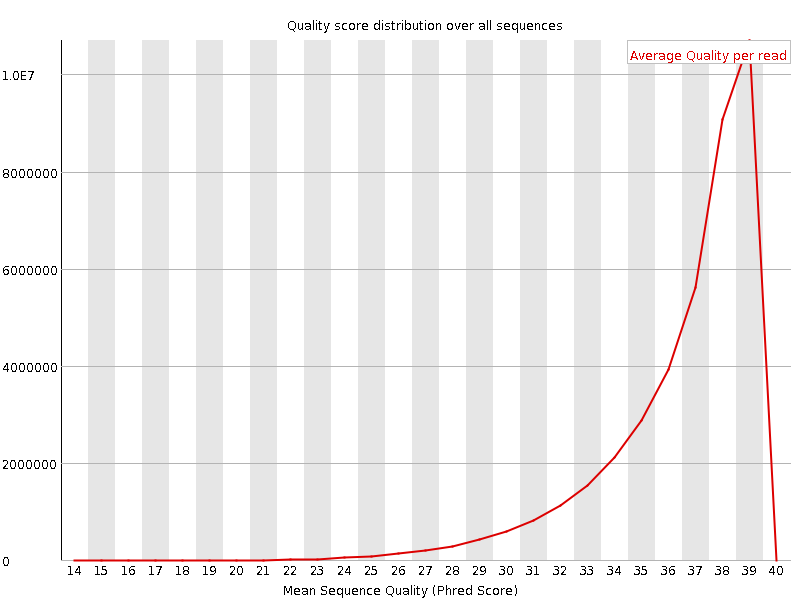 Quality score distribution over all sequences
Average Quality per read
1.0E7
8000000
6000000
4000000
2000000
0
14 15 16 17 18 19 20 21 22 23 24 25 26 27 28 29 30 31 32 33 34 35 36 37 38 39 40
Mean Sequence Quality (Phred Score)